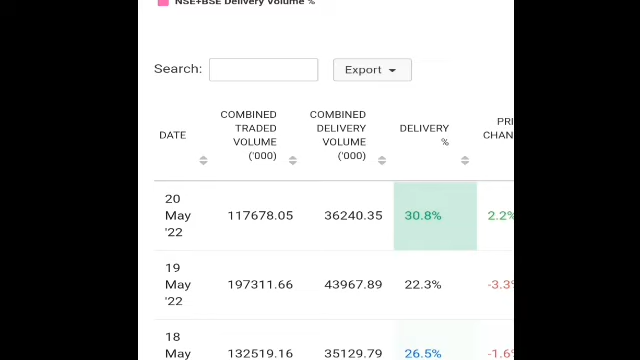 NSE+BSE Delivery Volume %
Search:
Export
DATE
COMBINED TRADED VOLUME ('000)
COMBINED DELIVERY VOLUME ('000)
DELIVERY %
20 May '22 117678.05 36240.35 30.8% 2.2%
19 May '22 197311.66 43967.89 22.3% -3.3
18 May 132519.16 35129.79 26.5% -1.6